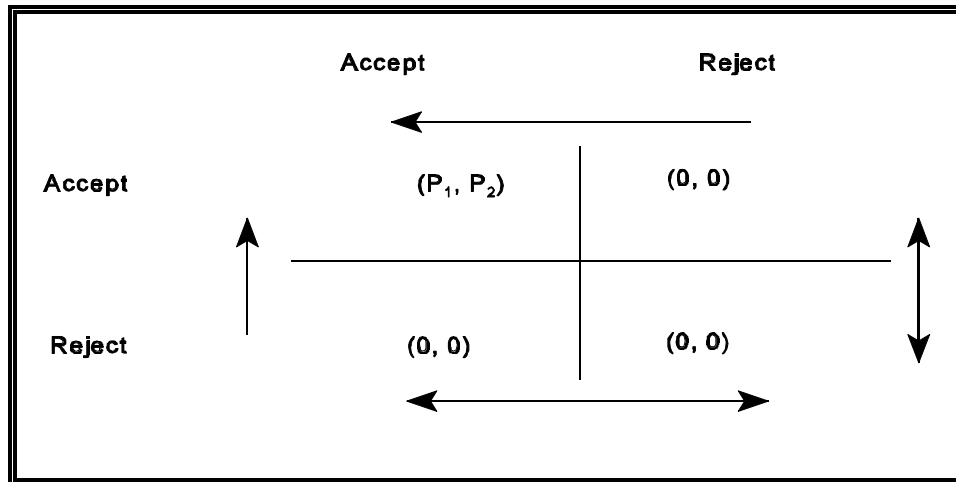 Accept Reject
Accept (P₁, P₂) (0, 0)
Reject (0, 0) (0, 0)